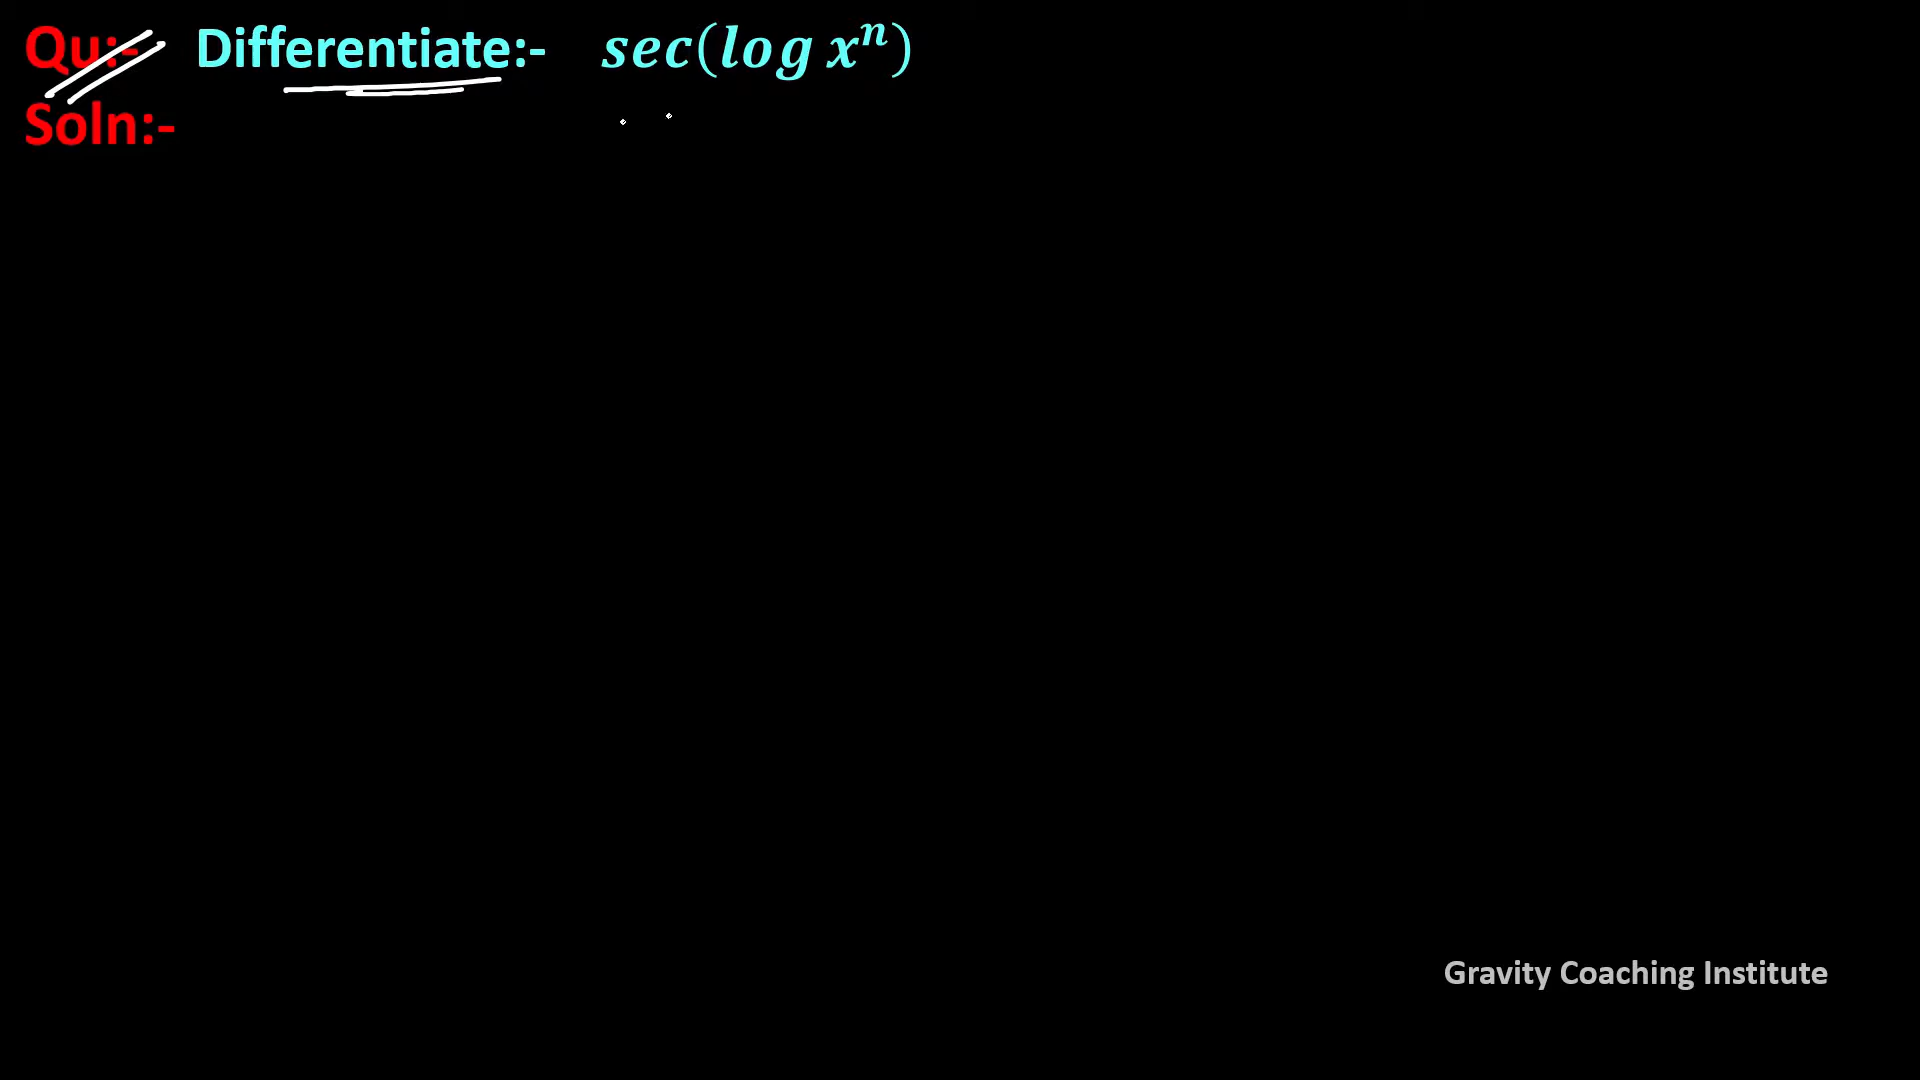 Qu:- Differentiate:- sec(log xⁿ)
Soln:-
Gravity Coaching Institute